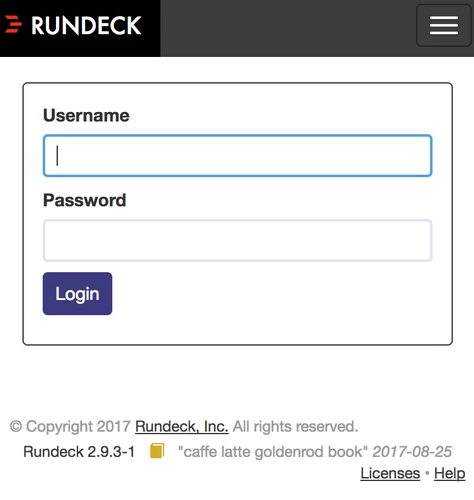 RUNDECK
Username
Password
Login
© Copyright 2017 Rundeck, Inc. All rights reserved.
Rundeck 2.9.3-1 "caffe latte goldenrod book" 2017-08-25
Licenses • Help